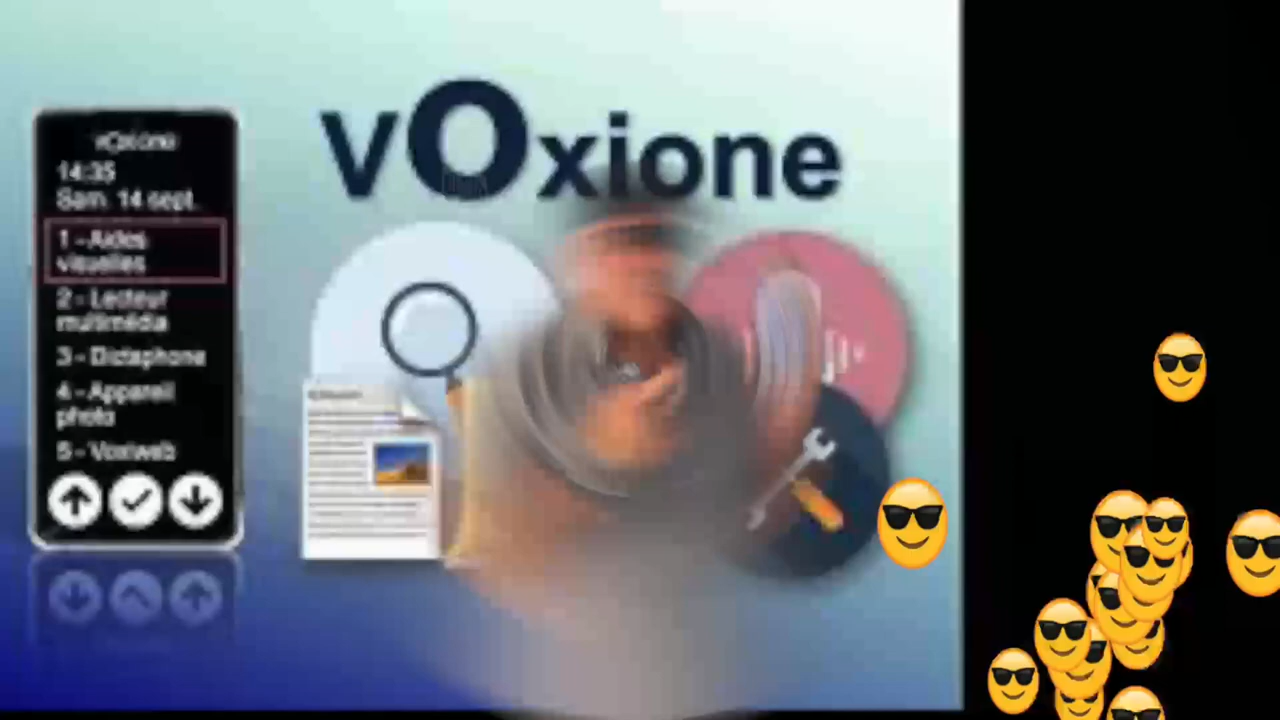 vOxione
vOxione
14:35
Sam. 14 sept.
1 - Aides
visuelles
2 - Lecteur
multimédia
3 - Dictaphone
4 - Appareil
photo
5 - Voxiweb